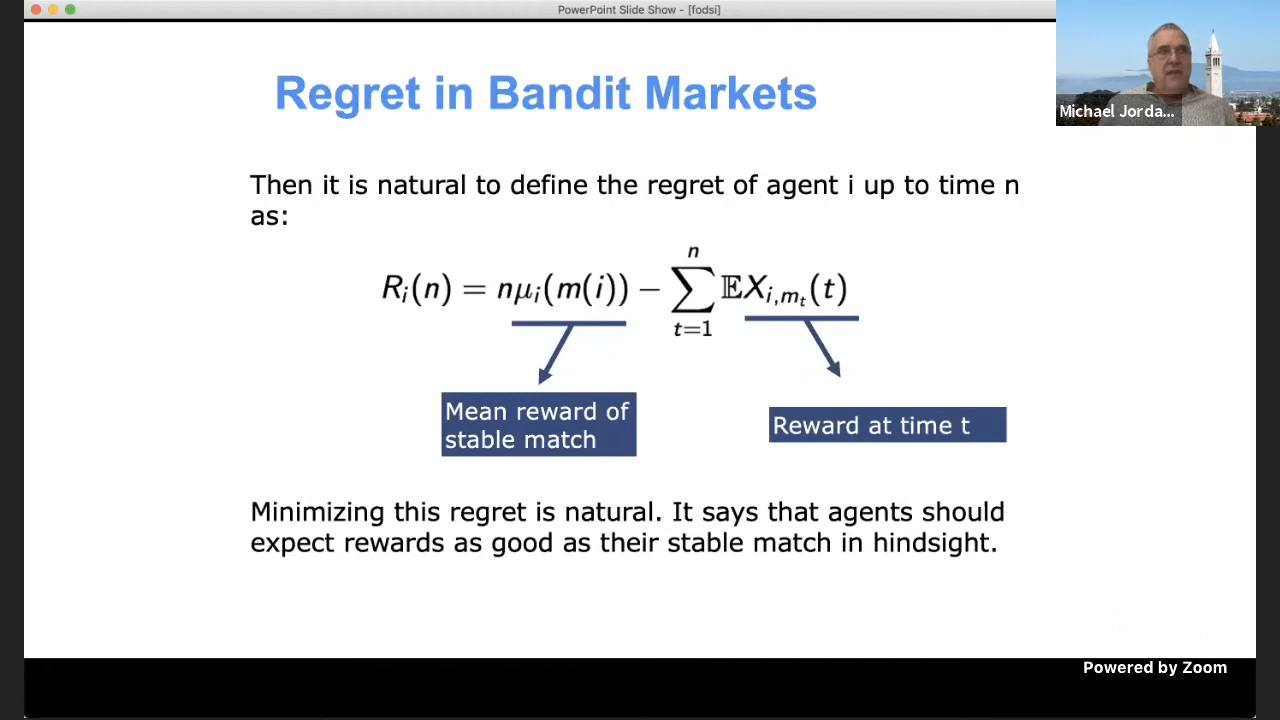 PowerPoint Slide Show - [fodsi]
Regret in Bandit Markets
Michael Jorda...
Then it is natural to define the regret of agent i up to time n
as:
R_i(n) = nμ_i(m(i)) − ∑_{t=1}^{n} 𝔼X_{i,m_t}(t)
Mean reward of
stable match
Reward at time t
Minimizing this regret is natural. It says that agents should
expect rewards as good as their stable match in hindsight.
Powered by Zoom